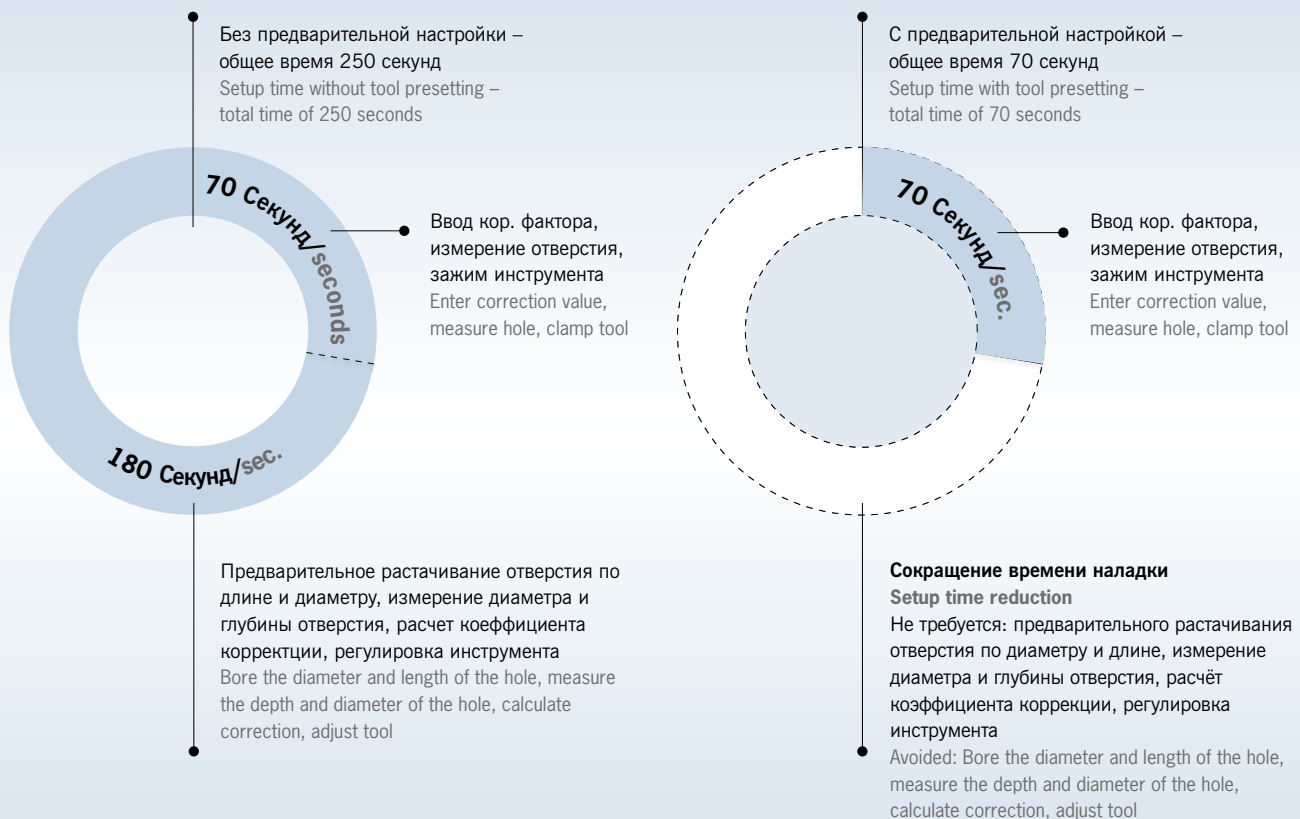 Без предварительной настройки –
общее время 250 секунд
Setup time without tool presetting –
total time of 250 seconds
70 Секунд/seconds
Ввод кор. фактора,
измерение отверстия,
зажим инструмента
Enter correction value,
measure hole, clamp tool
180 Секунд/sec.
Предварительное растачивание отверстия по
длине и диаметру, измерение диаметра и
глубины отверстия, расчет коеффициента
корректции, регулировка инструмента
Bore the diameter and length of the hole, measure
the depth and diameter of the hole, calculate
correction, adjust tool
С предварительной настройкой –
общее время 70 секунд
Setup time with tool presetting –
total time of 70 seconds
70 Секунд/sec.
Ввод кор. фактора,
измерение отверстия,
зажим инструмента
Enter correction value,
measure hole, clamp tool
Сокращение времени наладки
Setup time reduction
Не требуется: предварительного растачивания
отверстия по диаметру и длине, измерение
диаметра и глубины отверстия, расчёт
коэффициента коррекции, регулировка
инструмента
Avoided: Bore the diameter and length of the hole,
measure the depth and diameter of the hole,
calculate correction, adjust tool